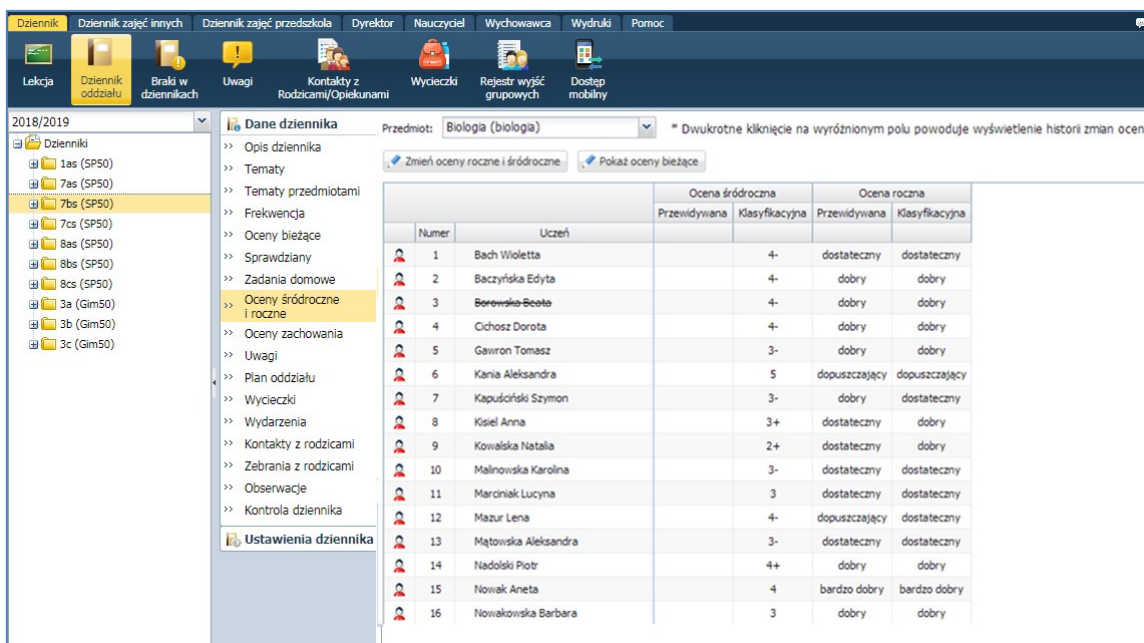 Dziennik Dziennik zajęć innych Dziennik zajęć przedszkola Dyrektor Nauczyciel Wychowawca Wydruki Pomoc
Lekcja Dziennik oddziału Braki w dziennikach Uwagi Kontakty z Rodzicami/Opiekunami Wycieczki Rejestr wyjść grupowych Dostęp mobilny
2018/2019
Dzienniki
1as (SP50)
7as (SP50)
7bs (SP50)
7cs (SP50)
8as (SP50)
8bs (SP50)
8cs (SP50)
3a (Gim50)
3b (Gim50)
3c (Gim50)
Dane dziennika
>> Opis dziennika
>> Tematy
>> Tematy przedmiotami
>> Frekwencja
>> Oceny bieżące
>> Sprawdziany
>> Zadania domowe
>> Oceny śródroczne
i roczne
>> Oceny zachowania
>> Uwagi
>> Plan oddziału
>> Wycieczki
>> Wydarzenia
>> Kontakty z rodzicami
>> Zebrania z rodzicami
>> Obserwacje
>> Kontrola dziennika
Ustawienia dziennika
Przedmiot: Biologia (biologia) * Dwukrotne kliknięcie na wyróżnionym polu powoduje wyświetlenie historii zmian ocen
Zmień oceny roczne i śródroczne Pokaż oceny bieżące
Ocena śródroczna Ocena roczna
Przewidywana Klasyfikacyjna Przewidywana Klasyfikacyjna
Numer Uczeń
1 Bach Wioletta 4- dostateczny dostateczny
2 Baczyńska Edyta 4- dobry dobry
3 Borowska Beata 4- dobry dobry
4 Cichosz Dorota 4- dobry dobry
5 Gawron Tomasz 3- dobry dobry
6 Kania Aleksandra 5 dopuszczający dopuszczający
7 Kapuściński Szymon 3- dobry dostateczny
8 Kisiel Anna 3+ dostateczny dobry
9 Kowalska Natalia 2+ dostateczny dobry
10 Malinowska Karolina 3- dostateczny dostateczny
11 Marciniak Lucyna 3 dostateczny dostateczny
12 Mazur Lena 4- dopuszczający dostateczny
13 Mątowska Aleksandra 3- dostateczny dostateczny
14 Nadolski Piotr 4+ dobry dobry
15 Nowak Aneta 4 bardzo dobry bardzo dobry
16 Nowakowska Barbara 3 dobry dobry